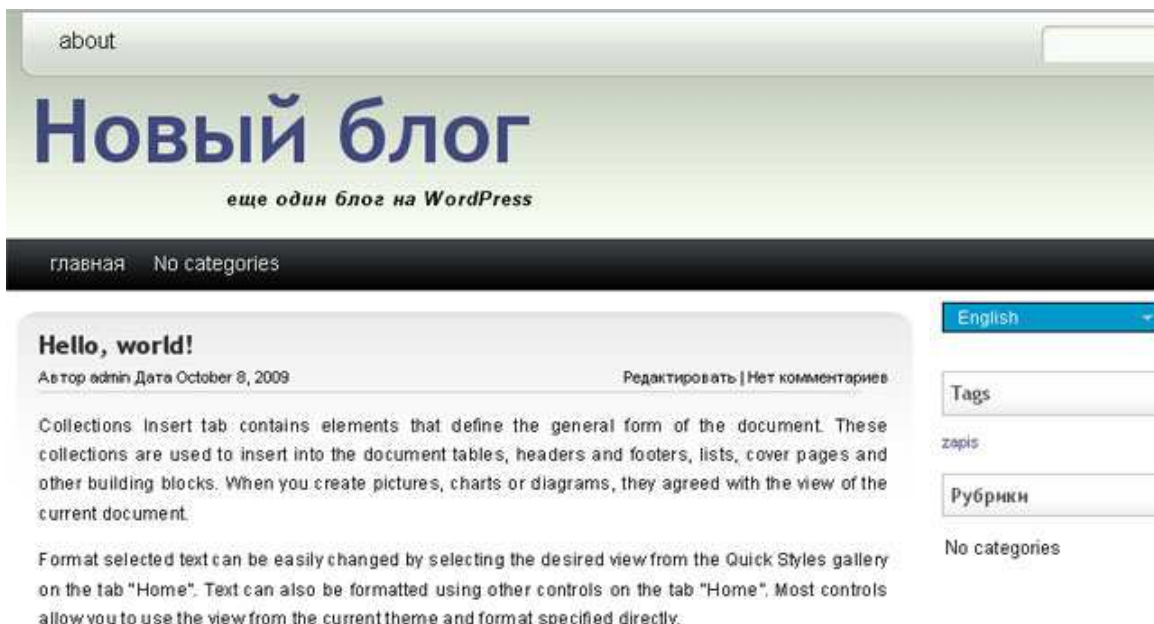 about
Новый блог
еще один блог на WordPress
главная No categories
Hello, world!
Автор admin Дата October 8, 2009 Редактировать | Нет комментариев
Collections Insert tab contains elements that define the general form of the document. These
collections are used to insert into the document tables, headers and footers, lists, cover pages and
other building blocks. When you create pictures, charts or diagrams, they agreed with the view of the
current document.
Format selected text can be easily changed by selecting the desired view from the Quick Styles gallery
on the tab "Home". Text can also be formatted using other controls on the tab "Home". Most controls
allow you to use the view from the current theme and format specified directly.
English
Tags
zapis
Рубрики
No categories